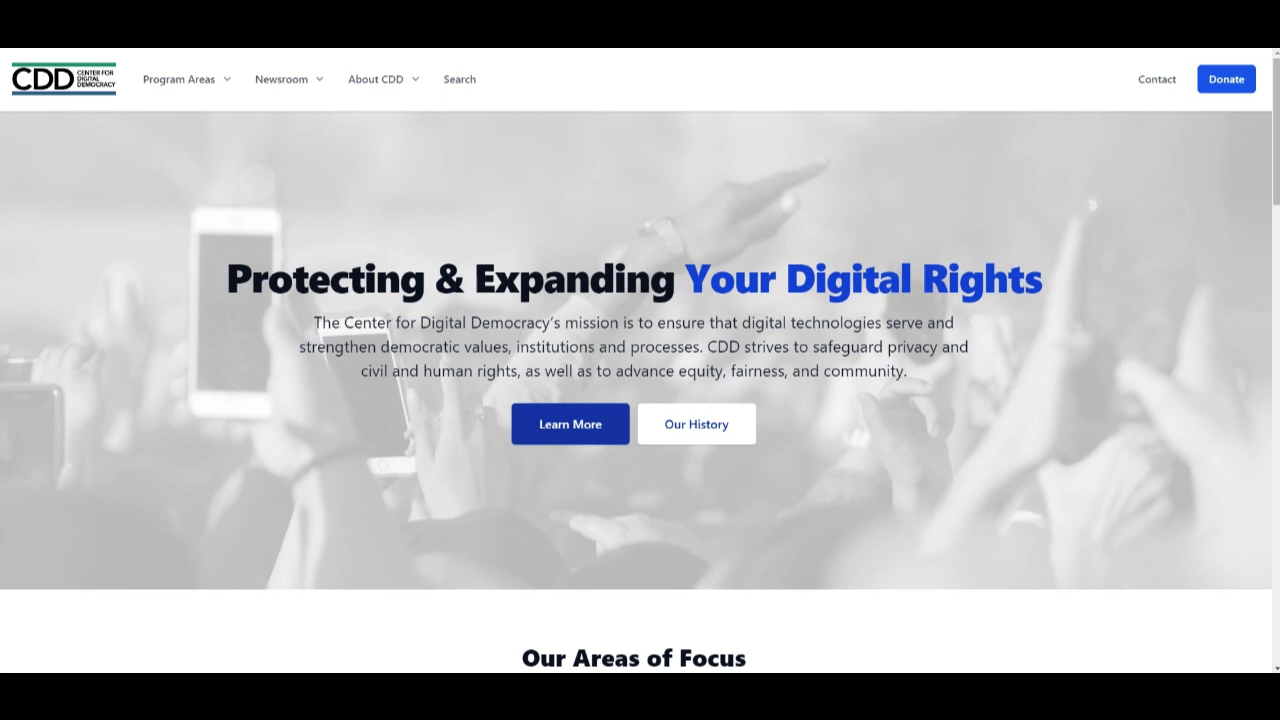 CDD CENTER FOR
DIGITAL
DEMOCRACY
Program Areas
Newsroom
About CDD
Search
Contact
Donate
Protecting & Expanding Your Digital Rights
The Center for Digital Democracy’s mission is to ensure that digital technologies serve and
strengthen democratic values, institutions and processes. CDD strives to safeguard privacy and
civil and human rights, as well as to advance equity, fairness, and community.
Learn More
Our History
Our Areas of Focus